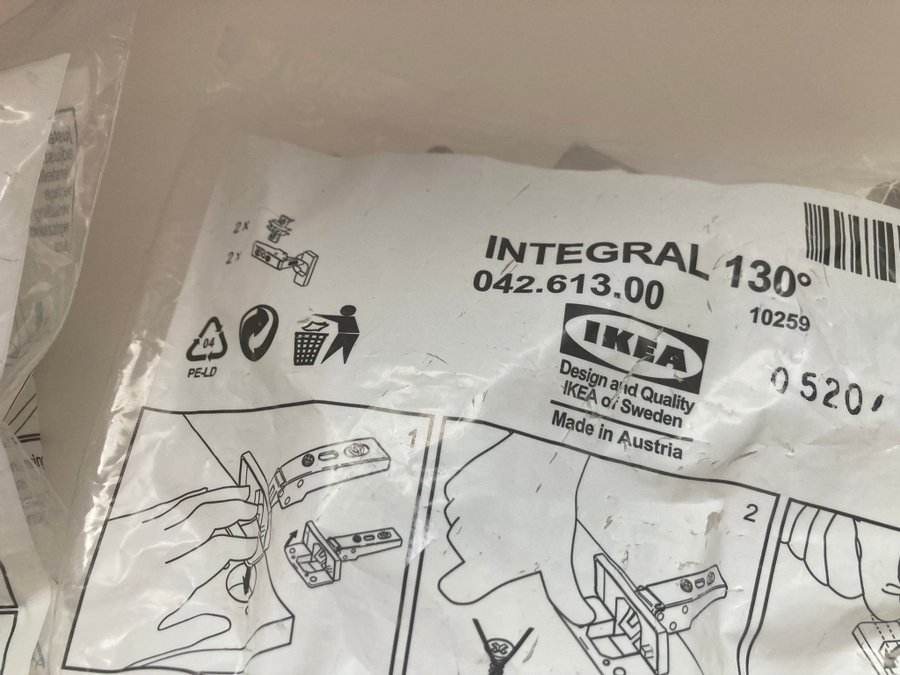 2x
2x
INTEGRAL 130°
042.613.00
10259
IKEA
Design and Quality
IKEA of Sweden
Made in Austria
0520
04
PE-LD
1
2